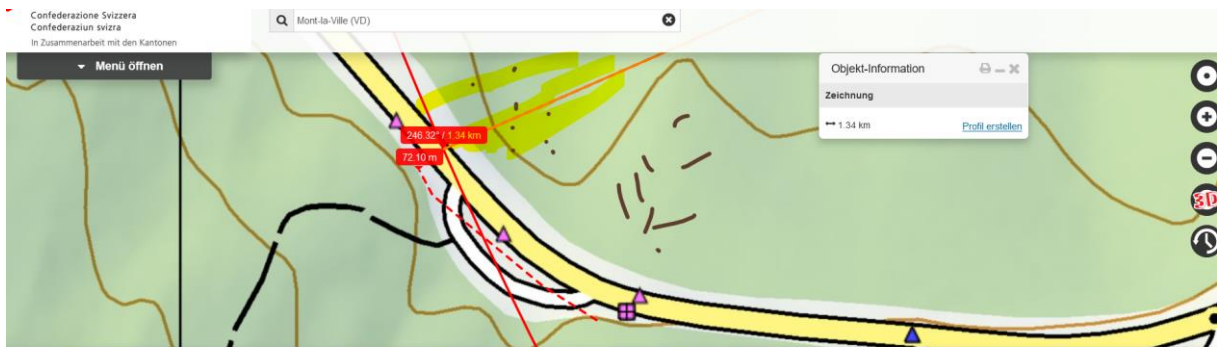 Confederazione Svizzera
Confederaziun svizra
In Zusammenarbeit mit den Kantonen
Mont-la-Ville (VD)
Menü öffnen
Objekt-Information
Zeichnung
1.34 km
Profil erstellen
246.32° / 1.34 km
72.10 m
3D